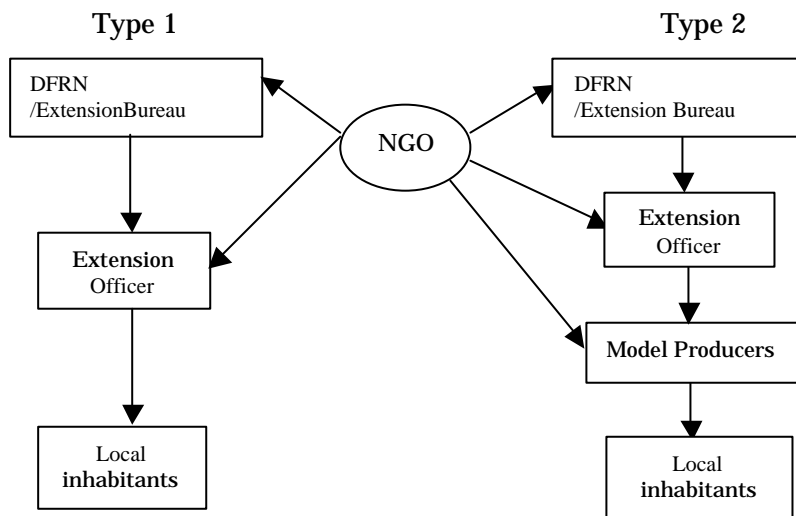 Type 1
DFRN
/ExtensionBureau
Extension
Officer
Local
inhabitants
NGO
Type 2
DFRN
/Extension Bureau
Extension
Officer
Model Producers
Local
inhabitants